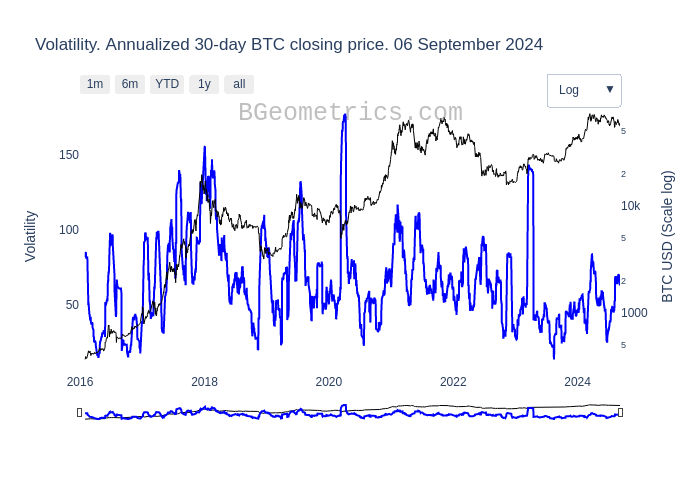 Volatility. Annualized 30-day BTC closing price. 06 September 2024
1m 6m YTD 1y all
Log ▼
BGeometrics.com
150
100
50
Volatility
5
2
10k
5
2
1000
5
BTC USD (Scale log)
2016 2018 2020 2022 2024